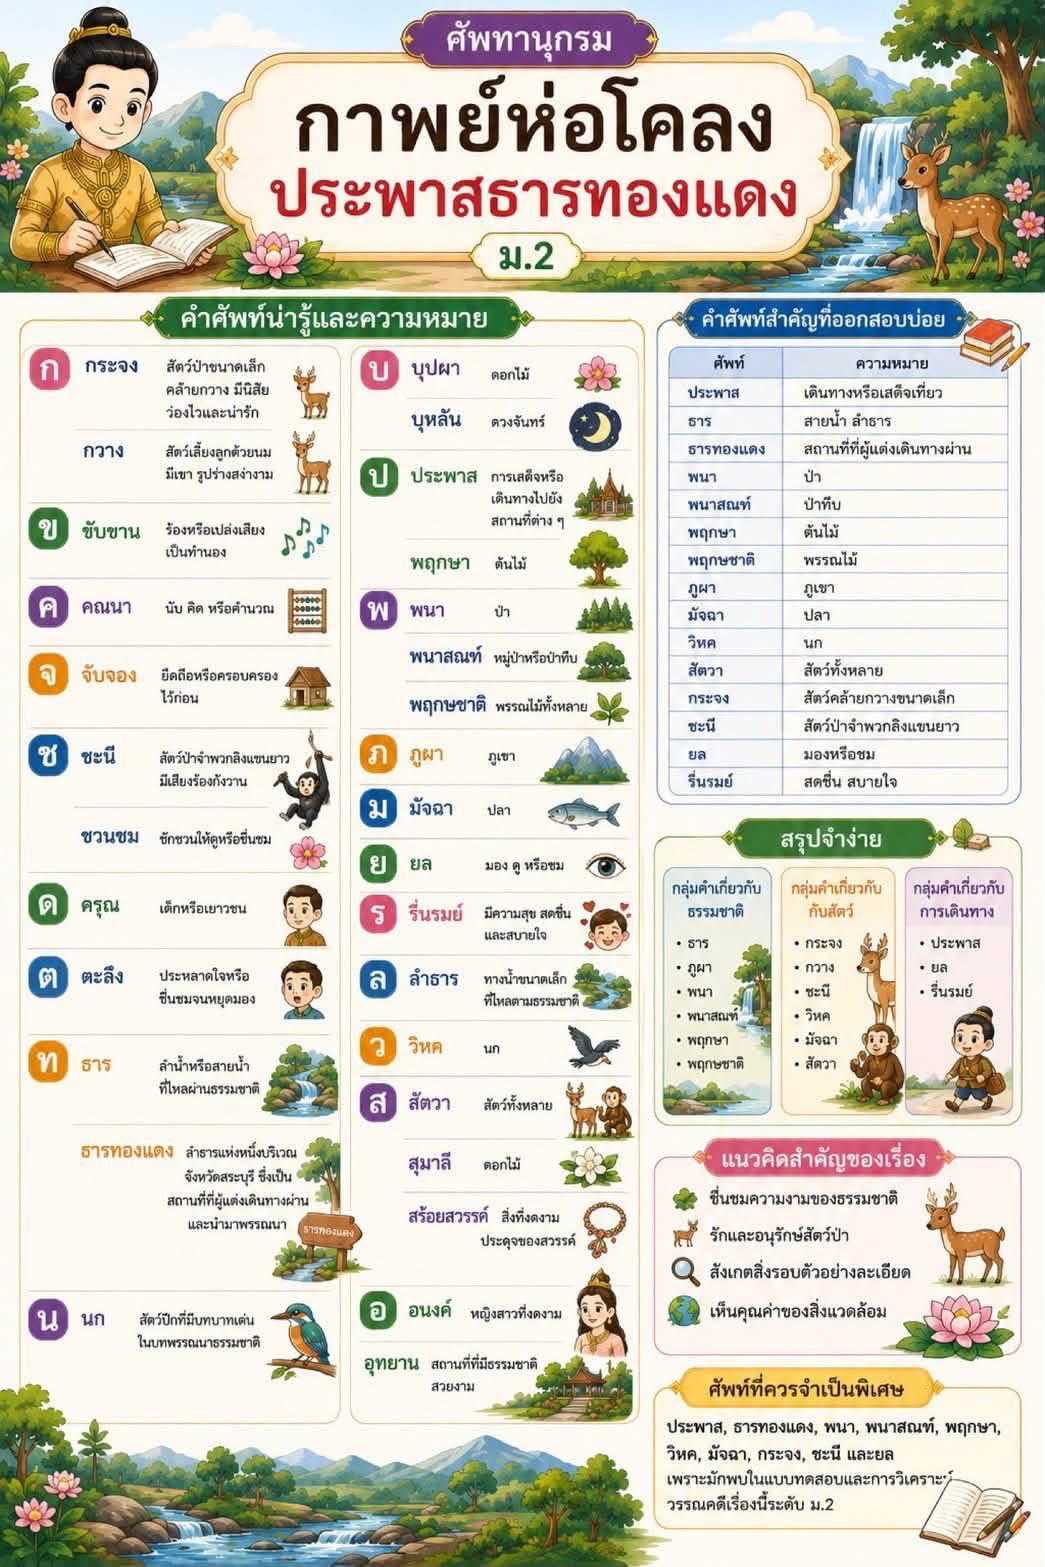 ศัพทานุกรม
กาพย์ห่อโคลง
ประพาสธารทองแดง
ม.2
คำศัพท์น่ารู้และความหมาย
ก กระจง สัตว์ป่าขนาดเล็ก
คล้ายกวาง มีนิสัย
ว่องไวและน่ารัก
กวาง สัตว์เลี้ยงลูกด้วยนม
มีเขา รูปร่างสง่างาม
ข ขับขาน ร้องหรือเปล่งเสียง
เป็นทำนอง
ค คณนา นับ คิด หรือคำนวณ
จ จับจอง ยึดถือหรือครอบครอง
ไว้ก่อน
ช ชะนี สัตว์ป่าจำพวกลิงแขนยาว
มีเสียงร้องกังวาน
ชวนชม ชักชวนให้ดูหรือชื่นชม
ด ดรุณ เด็กหรือเยาวชน
ต ตะลึง ประหลาดใจหรือ
ชื่นชมจนหยุดมอง
ท ธาร ลำน้ำหรือสายน้ำ
ที่ไหลผ่านธรรมชาติ
ธารทองแดง ลำธารแห่งหนึ่งบริเวณ
จังหวัดสระบุรี ซึ่งเป็น
สถานที่ที่ผู้แต่งเดินทางผ่าน
และนำมาพรรณนา
ธารทองแดง
น นก สัตว์ปีกที่มีบทบาทเด่น
ในบทพรรณนาธรรมชาติ
บ บุปผา ดอกไม้
บุหลัน ดวงจันทร์
ป ประพาส การเสด็จหรือ
เดินทางไปยัง
สถานที่ต่าง ๆ
พฤกษา ต้นไม้
พ พนา ป่า
พนาสณฑ์ หมู่ป่าหรือป่าทึบ
พฤกษชาติ พรรณไม้ทั้งหลาย
ภ ภูผา ภูเขา
ม มัจฉา ปลา
ย ยล มอง ดู หรือชม
ร รื่นรมย์ มีความสุข สดชื่น
และสบายใจ
ล ลำธาร ทางน้ำขนาดเล็ก
ที่ไหลตามธรรมชาติ
ว วิหค นก
ส สัตวา สัตว์ทั้งหลาย
สุมาลี ดอกไม้
สร้อยสวรรค์ สิ่งที่งดงาม
ประดุจของสวรรค์
อ อนงค์ หญิงสาวที่งดงาม
อุทยาน สถานที่ที่มีธรรมชาติ
สวยงาม
คำศัพท์สำคัญที่ออกสอบบ่อย
ศัพท์ ความหมาย
ประพาส เดินทางหรือเสด็จเที่ยว
ธาร สายน้ำ ลำธาร
ธารทองแดง สถานที่ที่ผู้แต่งเดินทางผ่าน
พนา ป่า
พนาสณฑ์ ป่าทึบ
พฤกษา ต้นไม้
พฤกษชาติ พรรณไม้
ภูผา ภูเขา
มัจฉา ปลา
วิหค นก
สัตวา สัตว์ทั้งหลาย
กระจง สัตว์คล้ายกวางขนาดเล็ก
ชะนี สัตว์ป่าจำพวกลิงแขนยาว
ยล มองหรือชม
รื่นรมย์ สดชื่น สบายใจ
สรุปจำง่าย
กลุ่มคำเกี่ยวกับ
ธรรมชาติ
• ธาร
• ภูผา
• พนา
• พนาสณฑ์
• พฤกษา
• พฤกษชาติ
กลุ่มคำเกี่ยวกับ
กับสัตว์
• กระจง
• กวาง
• ชะนี
• วิหค
• มัจฉา
• สัตวา
กลุ่มคำเกี่ยวกับ
การเดินทาง
• ประพาส
• ยล
• รื่นรมย์
แนวคิดสำคัญของเรื่อง
ชื่นชมความงามของธรรมชาติ
รักและอนุรักษ์สัตว์ป่า
สังเกตสิ่งรอบตัวอย่างละเอียด
เห็นคุณค่าของสิ่งแวดล้อม
ศัพท์ที่ควรจำเป็นพิเศษ
ประพาส, ธารทองแดง, พนา, พนาสณฑ์, พฤกษา,
วิหค, มัจฉา, กระจง, ชะนี และยล
เพราะมักพบในแบบทดสอบและการวิเคราะห์
วรรณคดีเรื่องนี้ระดับ ม.2